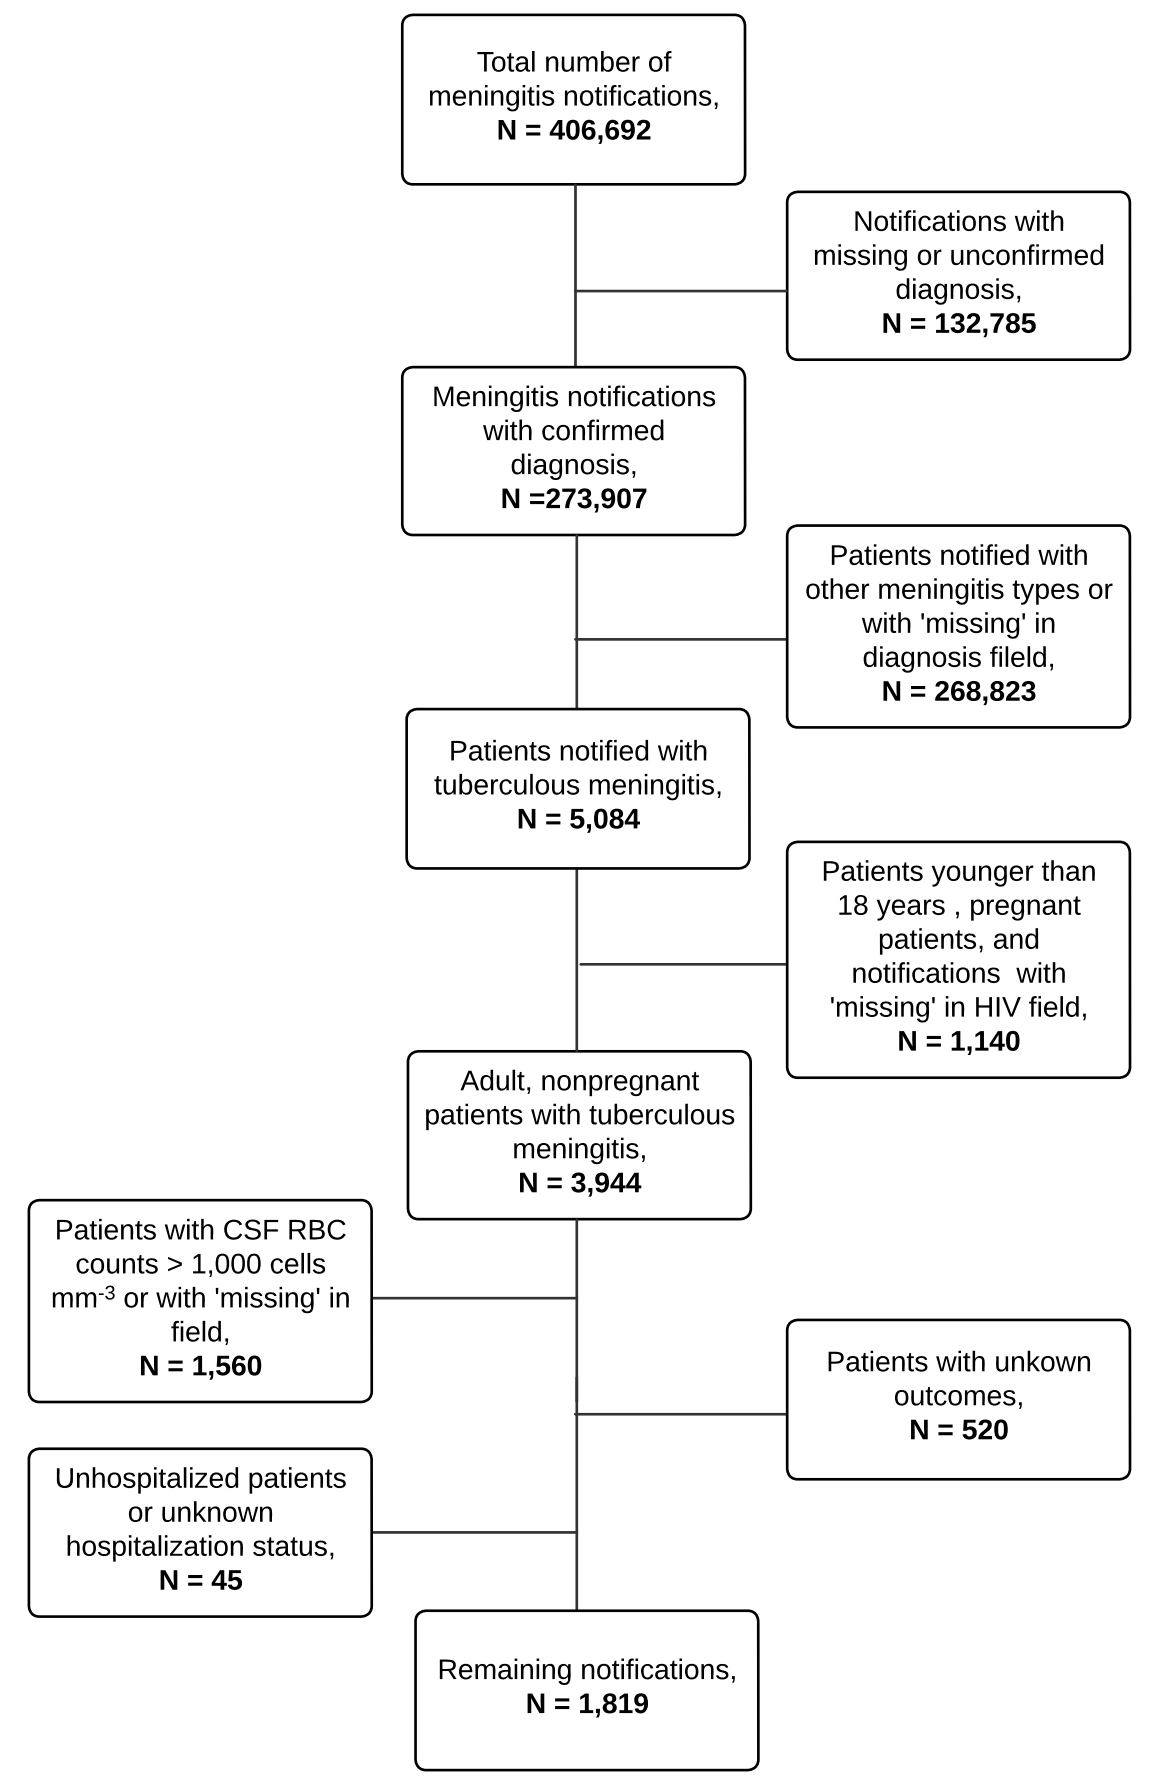 Total number of
meningitis notifications,
N = 406,692
Notifications with
missing or unconfirmed
diagnosis,
N = 132,785
Meningitis notifications
with confirmed
diagnosis,
N =273,907
Patients notified with
other meningitis types or
with 'missing' in
diagnosis fileld,
N = 268,823
Patients notified with
tuberculous meningitis,
N = 5,084
Patients younger than
18 years , pregnant
patients, and
notifications  with
'missing' in HIV field,
N = 1,140
Adult, nonpregnant
patients with tuberculous
meningitis,
N = 3,944
Patients with CSF RBC
counts > 1,000 cells
mm-3 or with 'missing' in
field,
N = 1,560
Patients with unkown
outcomes,
N = 520
Unhospitalized patients
or unknown
hospitalization status,
N = 45
Remaining notifications,
N = 1,819